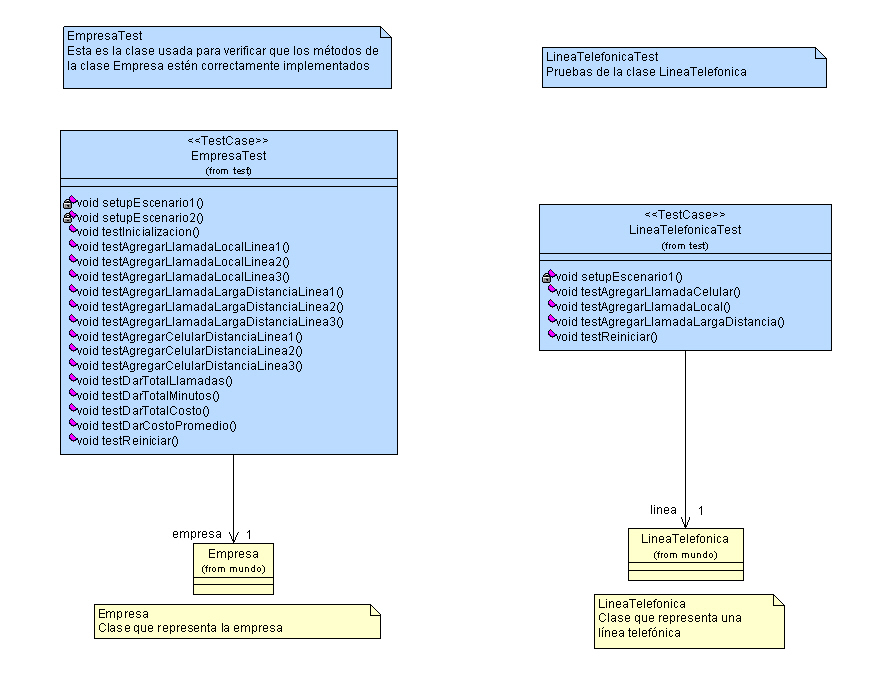 EmpresaTest
Esta es la clase usada para verificar que los métodos de
la clase Empresa estén correctamente implementados
<<TestCase>>
EmpresaTest
(from test)
void setupEscenario1()
void setupEscenario2()
void testInicializacion()
void testAgregarLlamadaLocalLinea1()
void testAgregarLlamadaLocalLinea2()
void testAgregarLlamadaLocalLinea3()
void testAgregarLlamadaLargaDistanciaLinea1()
void testAgregarLlamadaLargaDistanciaLinea2()
void testAgregarLlamadaLargaDistanciaLinea3()
void testAgregarCelularDistanciaLinea1()
void testAgregarCelularDistanciaLinea2()
void testAgregarCelularDistanciaLinea3()
void testDarTotalLlamadas()
void testDarTotalMinutos()
void testDarTotalCosto()
void testDarCostoPromedio()
void testReiniciar()
empresa 1
Empresa
(from mundo)
Empresa
Clase que representa la empresa
LineaTelefonicaTest
Pruebas de la clase LineaTelefonica
<<TestCase>>
LineaTelefonicaTest
(from test)
void setupEscenario1()
void testAgregarLlamadaCelular()
void testAgregarLlamadaLocal()
void testAgregarLlamadaLargaDistancia()
void testReiniciar()
linea 1
LineaTelefonica
(from mundo)
LineaTelefonica
Clase que representa una
línea telefónica